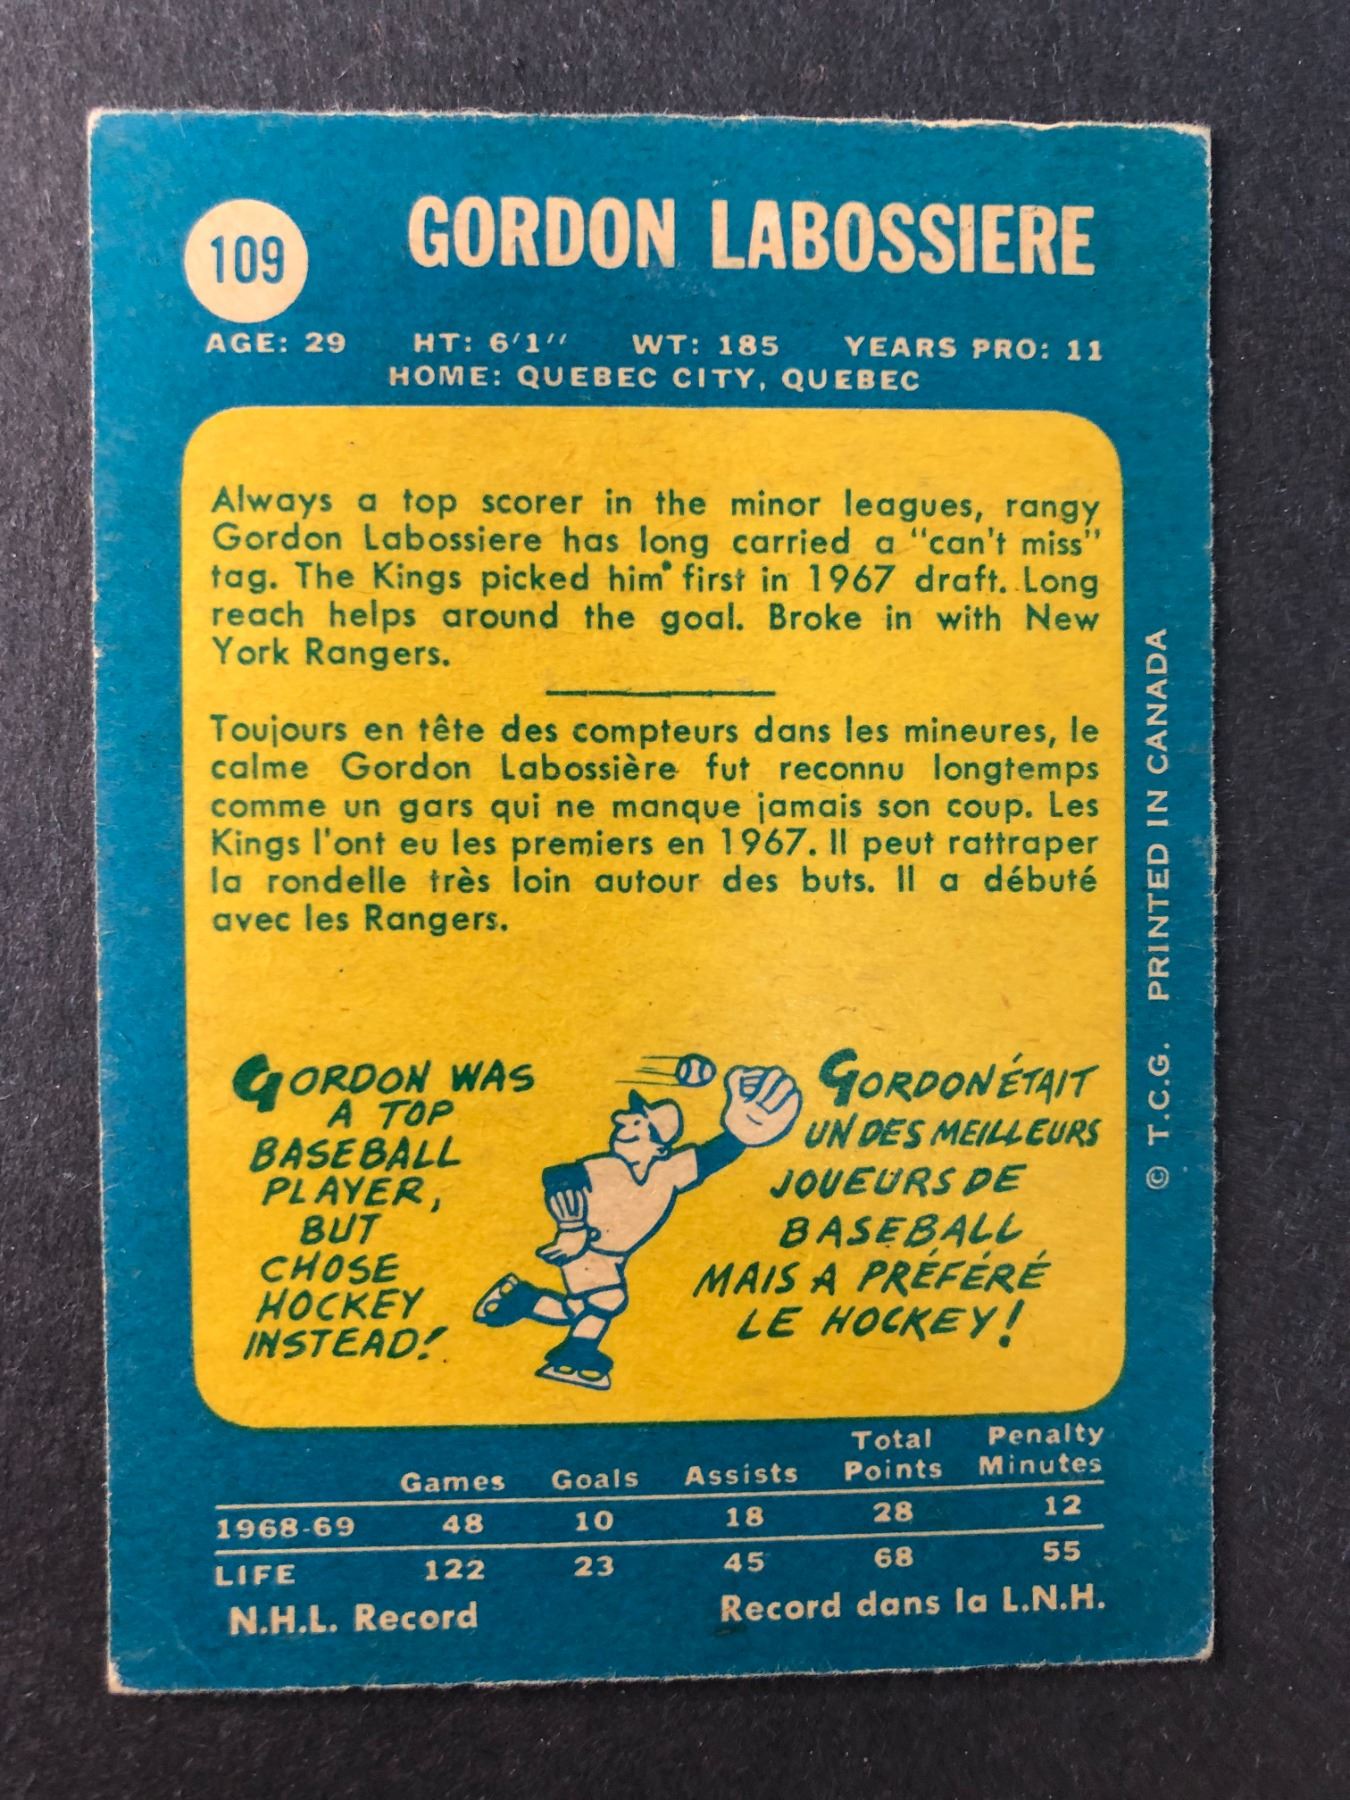 109
GORDON LABOSSIERE
AGE: 29 HT: 6'1'' WT: 185 YEARS PRO: 11
HOME: QUEBEC CITY, QUEBEC
Always a top scorer in the minor leagues, rangy
Gordon Labossiere has long carried a "can't miss"
tag. The Kings picked him first in 1967 draft. Long
reach helps around the goal. Broke in with New
York Rangers.
Toujours en tête des compteurs dans les mineures, le
calme Gordon Labossière fut reconnu longtemps
comme un gars qui ne manque jamais son coup. Les
Kings l'ont eu les premiers en 1967. Il peut rattraper
la rondelle très loin autour des buts. Il a débuté
avec les Rangers.
GORDON WAS
A TOP
BASEBALL
PLAYER,
BUT
CHOSE
HOCKEY
INSTEAD!
GORDON ÉTAIT
UN DES MEILLEURS
JOUEURS DE
BASEBALL
MAIS A PRÉFÉRÉ
LE HOCKEY!
© T.C.G. PRINTED IN CANADA
Games Goals Assists Total Points Penalty Minutes
1968-69 48 10 18 28 12
LIFE 122 23 45 68 55
N.H.L. Record Record dans la L.N.H.